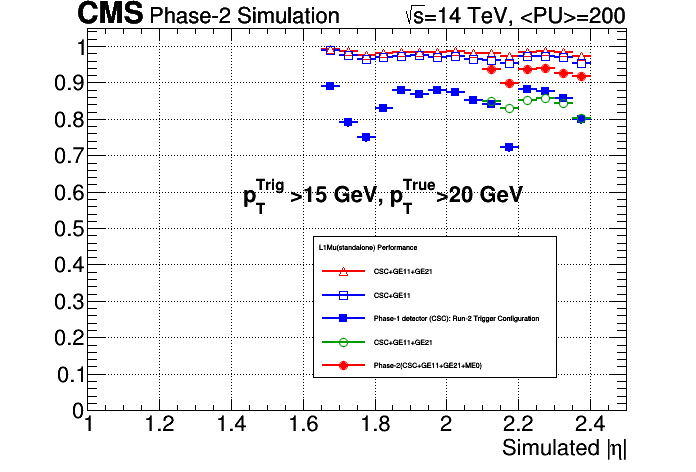 CMS Phase-2 Simulation √s=14 TeV, <PU>=200
1
0.9
0.8
0.7
0.6
0.5
0.4
0.3
0.2
0.1
0
p_T^Trig >15 GeV, p_T^True>20 GeV
L1Mu(standalone) Performance
CSC+GE11+GE21
CSC+GE11
Phase-1 detector (CSC): Run-2 Trigger Configuration
CSC+GE11+GE21
Phase-2(CSC+GE11+GE21+ME0)
1 1.2 1.4 1.6 1.8 2 2.2 2.4
Simulated |η|